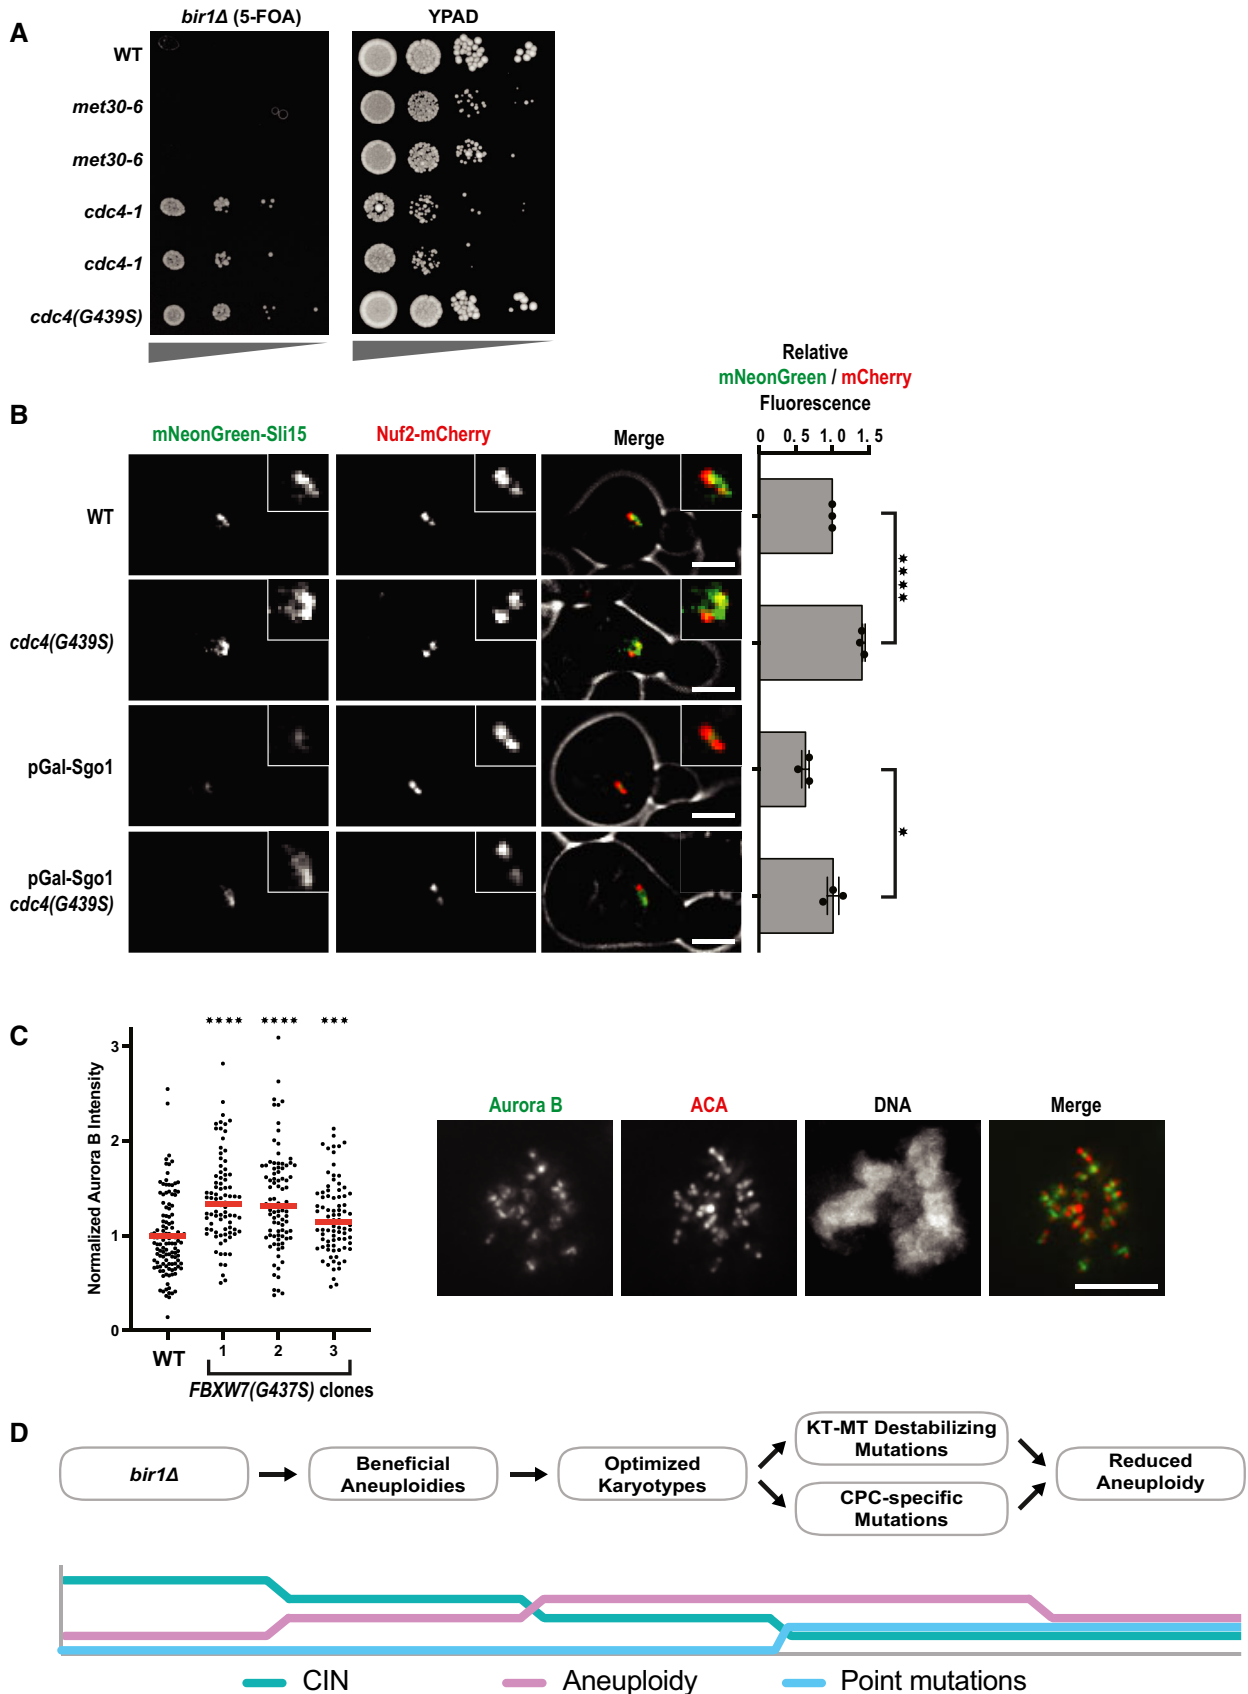 A
bir1Δ (5-FOA)
YPAD
WT
met30-6
met30-6
cdc4-1
cdc4-1
cdc4(G439S)
B
mNeonGreen-Sli15
Nuf2-mCherry
Merge
Relative
mNeonGreen / mCherry
Fluorescence
0 0.5 1.0 1.5
WT
cdc4(G439S)
pGal-Sgo1
pGal-Sgo1
cdc4(G439S)
****
*
C
Normalized Aurora B Intensity
3
2
1
0
**** **** ***
WT
1 2 3
FBXW7(G437S) clones
Aurora B
ACA
DNA
Merge
D
bir1Δ
Beneficial
Aneuploidies
Optimized
Karyotypes
KT-MT Destabilizing
Mutations
CPC-specific
Mutations
Reduced
Aneuploidy
CIN
Aneuploidy
Point mutations